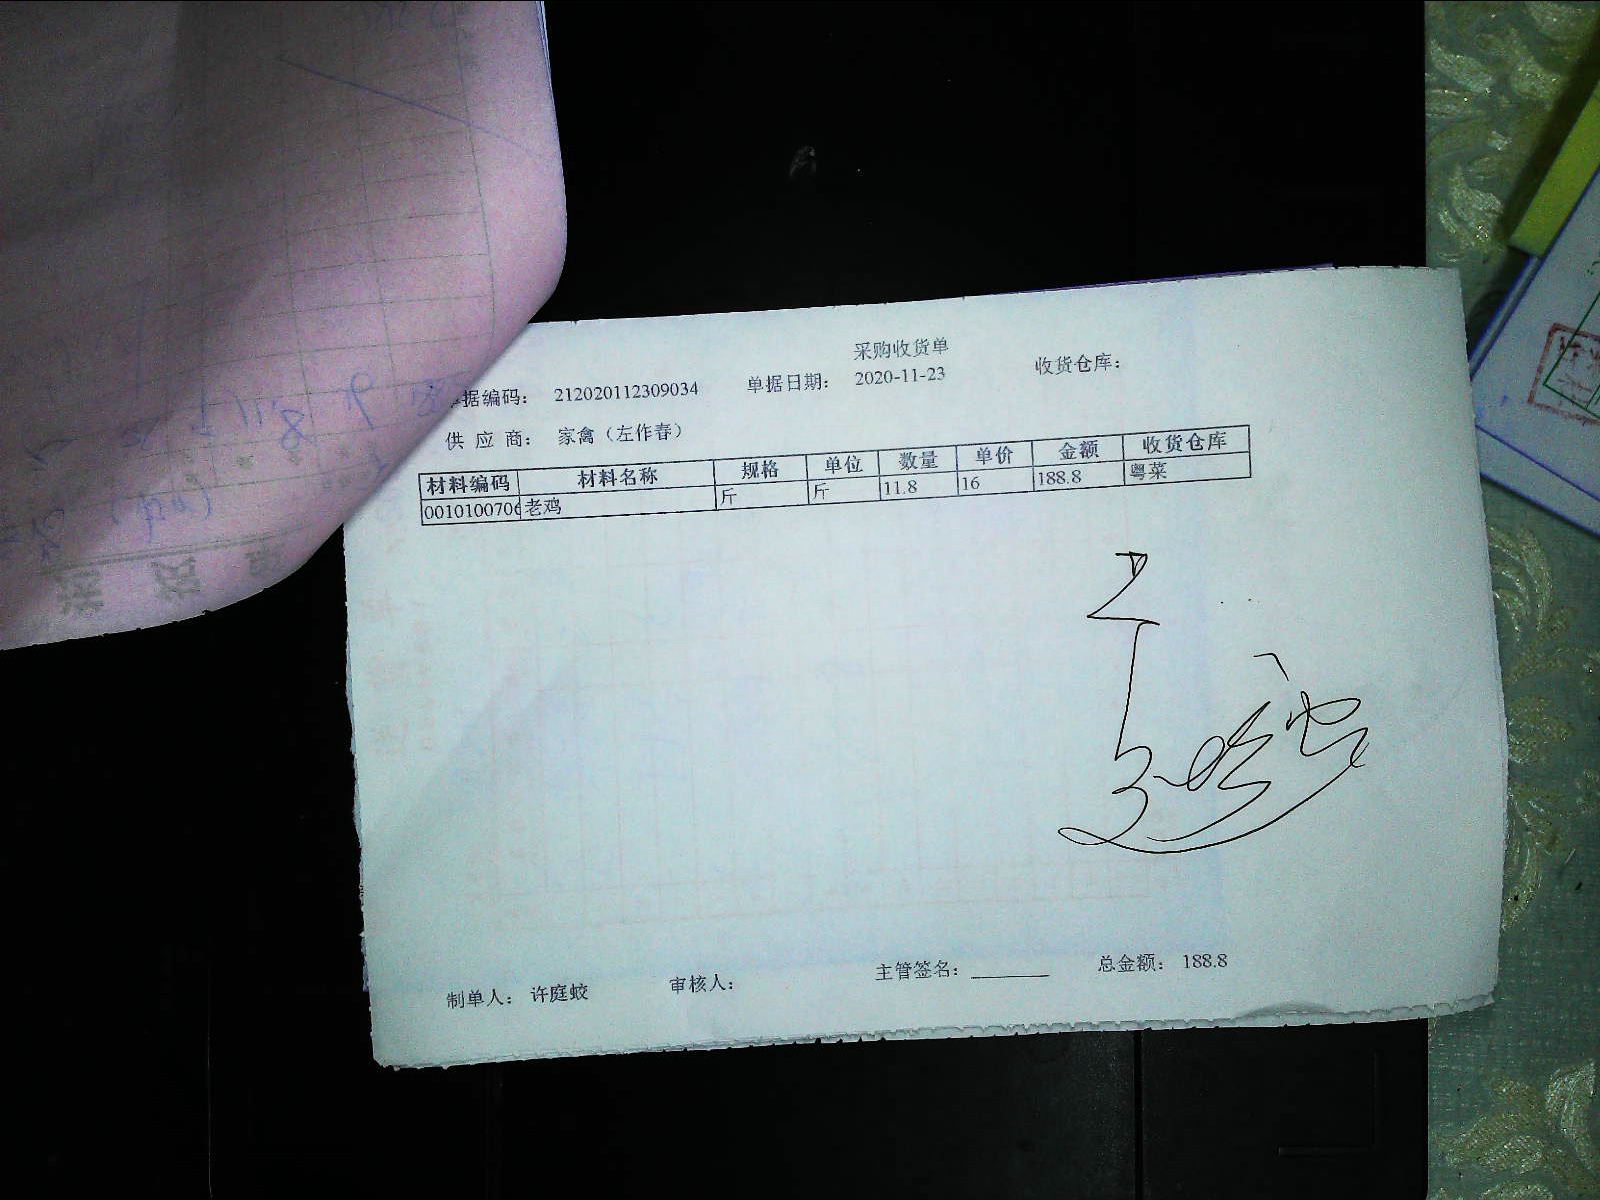 采购收货单
据编码： 212020112309034 单据日期： 2020-11-23 收货仓库：
供 应 商： 家禽（左作春）
材料编码 材料名称 规格 单位 数量 单价 金额 收货仓库
0010100706 老鸡 斤 斤 11.8 16 188.8 粤菜
制单人： 许庭蛟 审核人： 主管签名： 总金额： 188.8